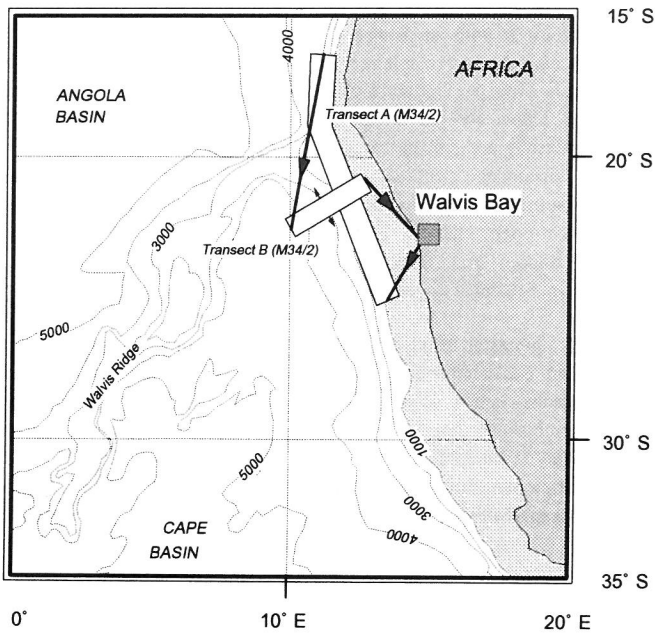 15° S
4000
AFRICA
ANGOLA
BASIN
Transect A (M34/2)
20° S
Walvis Bay
3000
Transect B (M34/2)
5000
Walvis Ridge
30° S
1000
5000
3000
4000
CAPE
BASIN
35° S
0°
10° E
20° E